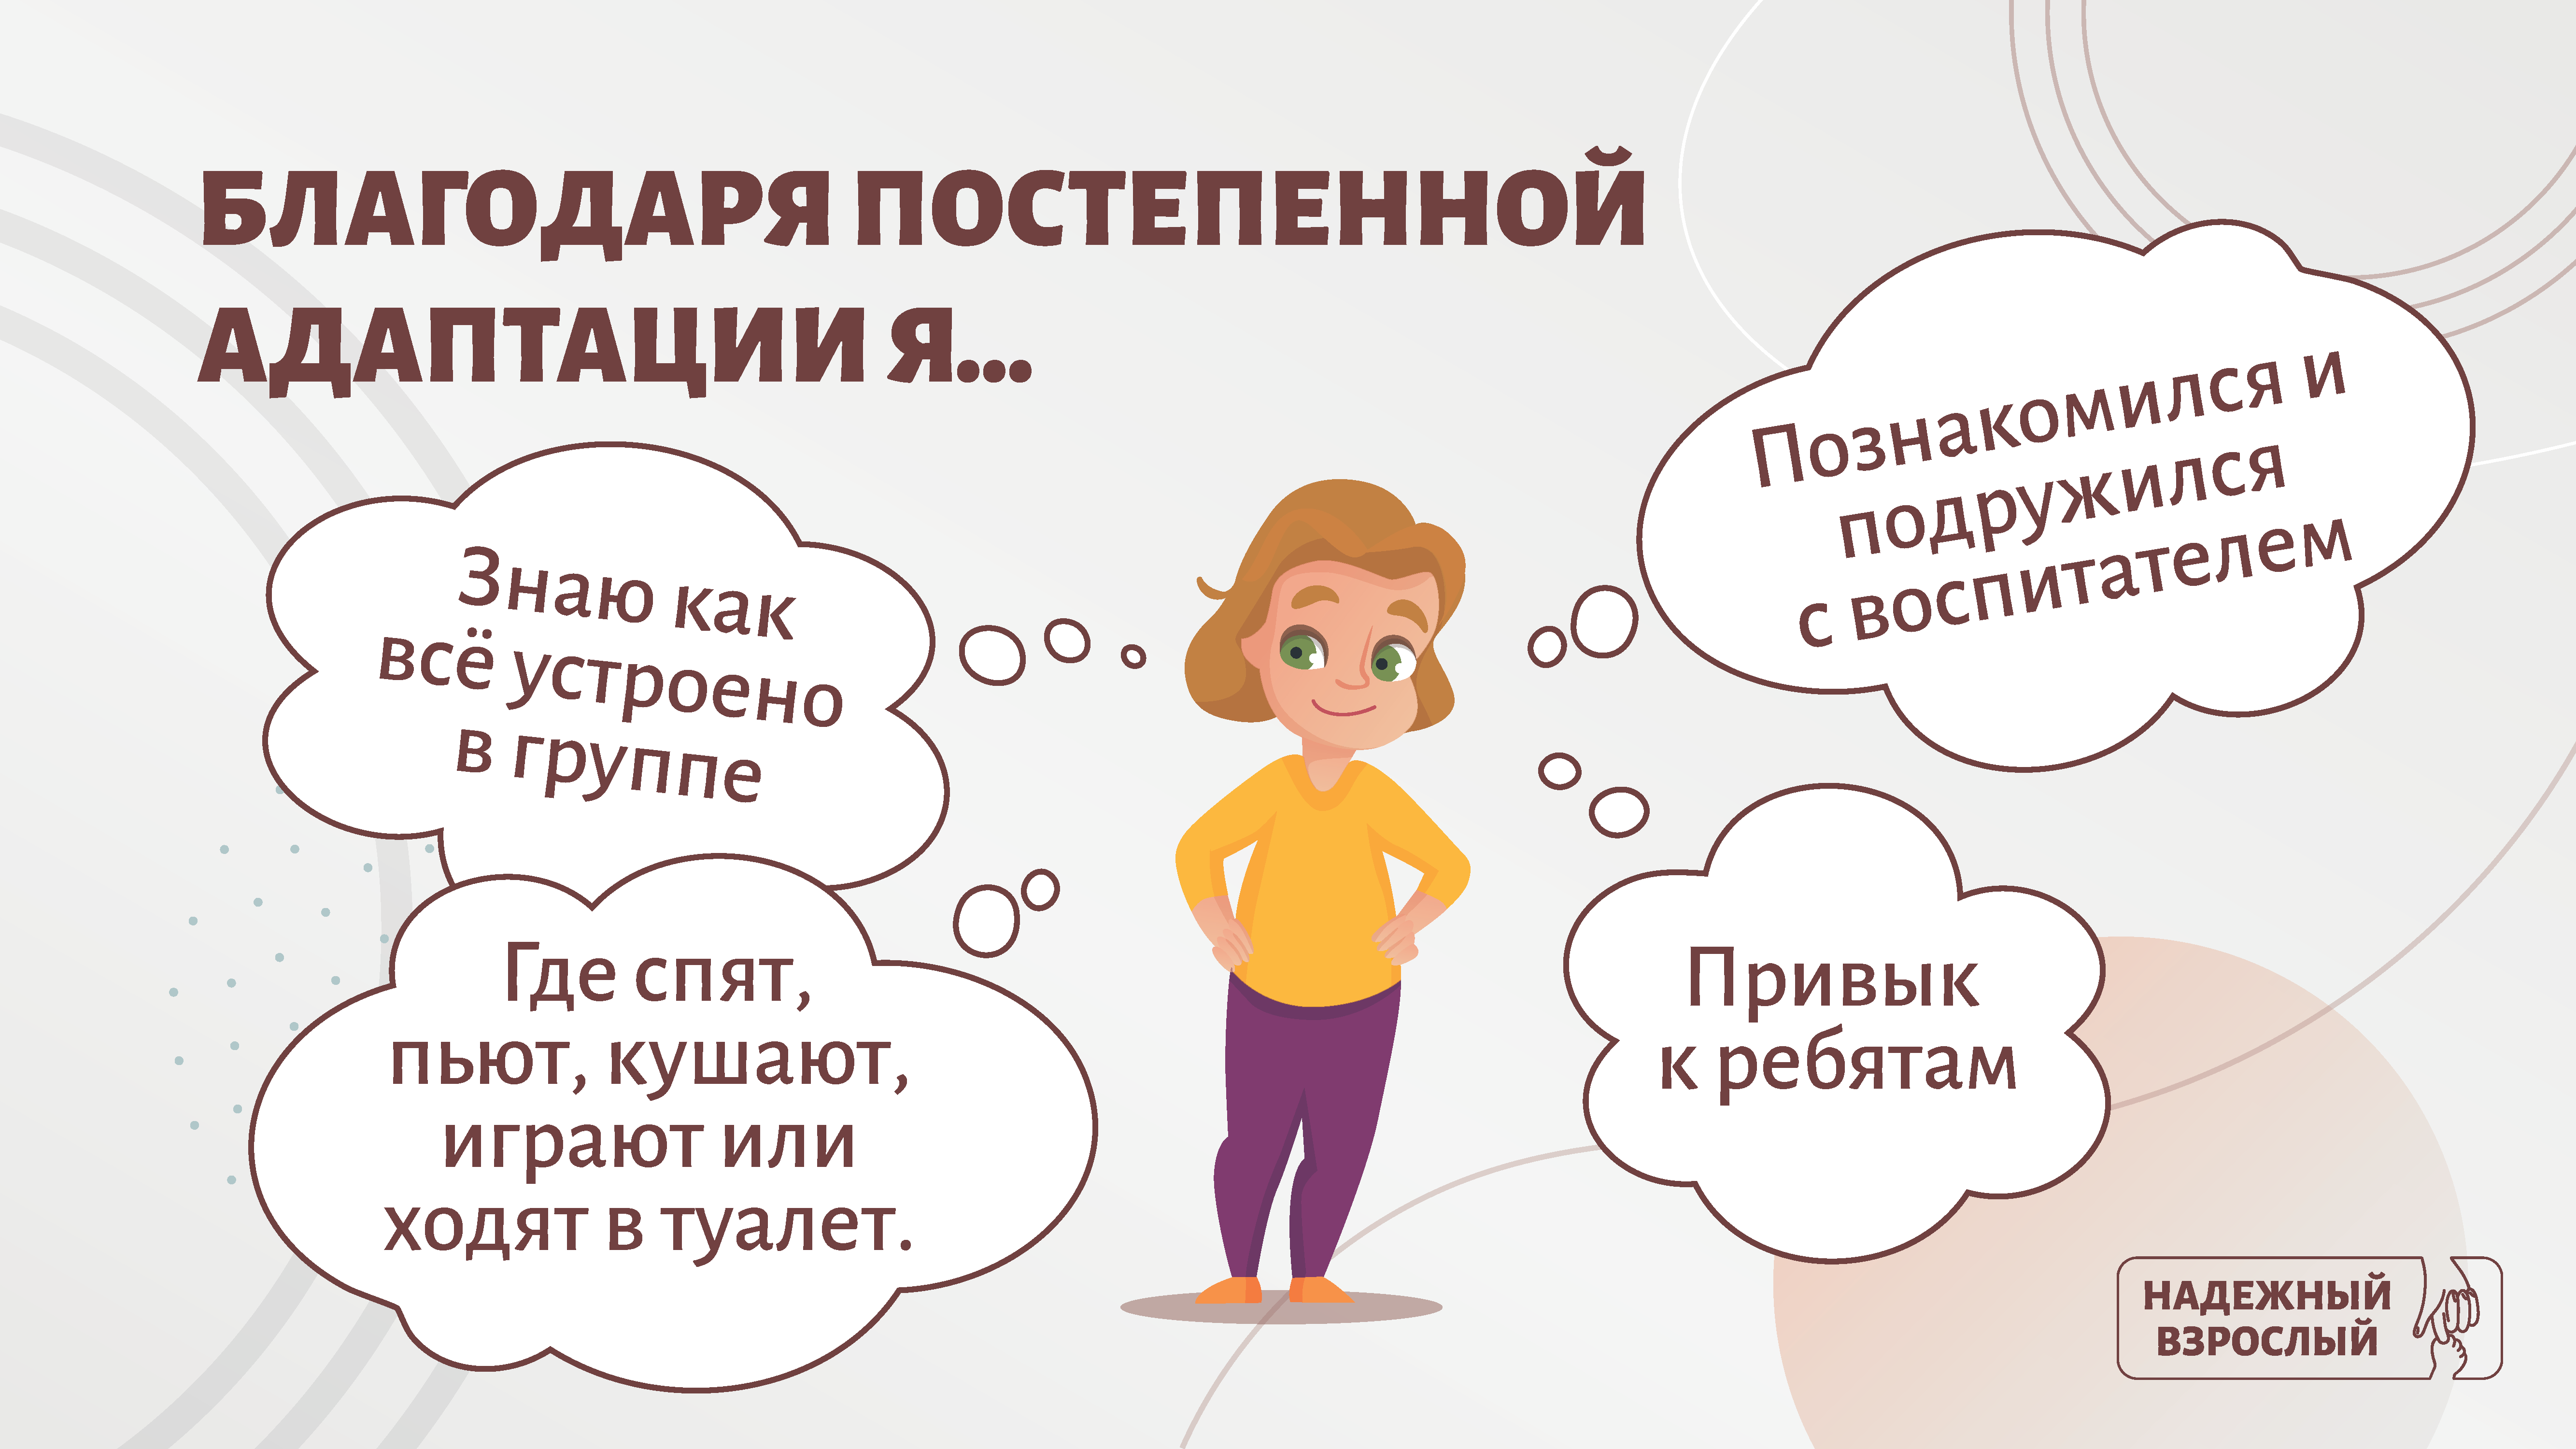 БЛАГОДАРЯ ПОСТЕПЕННОЙ
АДАПТАЦИИ Я...
Знаю как
всё устроено
в группе
Где спят,
пьют, кушают,
играют или
ходят в туалет.
Познакомился и
подружился
с воспитателем
Привык
к ребятам
НАДЕЖНЫЙ
ВЗРОСЛЫЙ